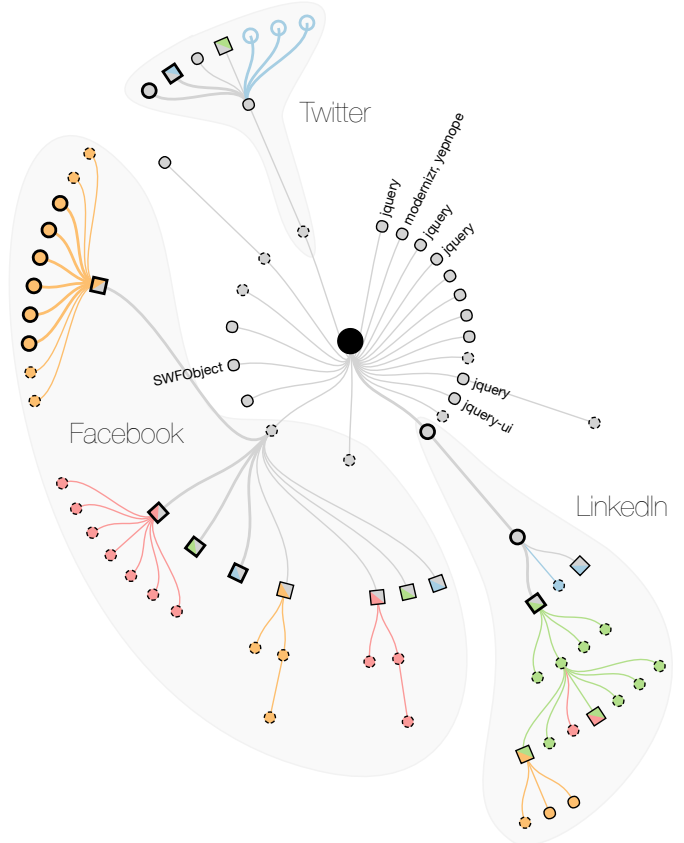 Twitter
jquery
modernizr, yepnope
jquery
jquery
SWFObject
jquery
jquery-ui
Facebook
LinkedIn